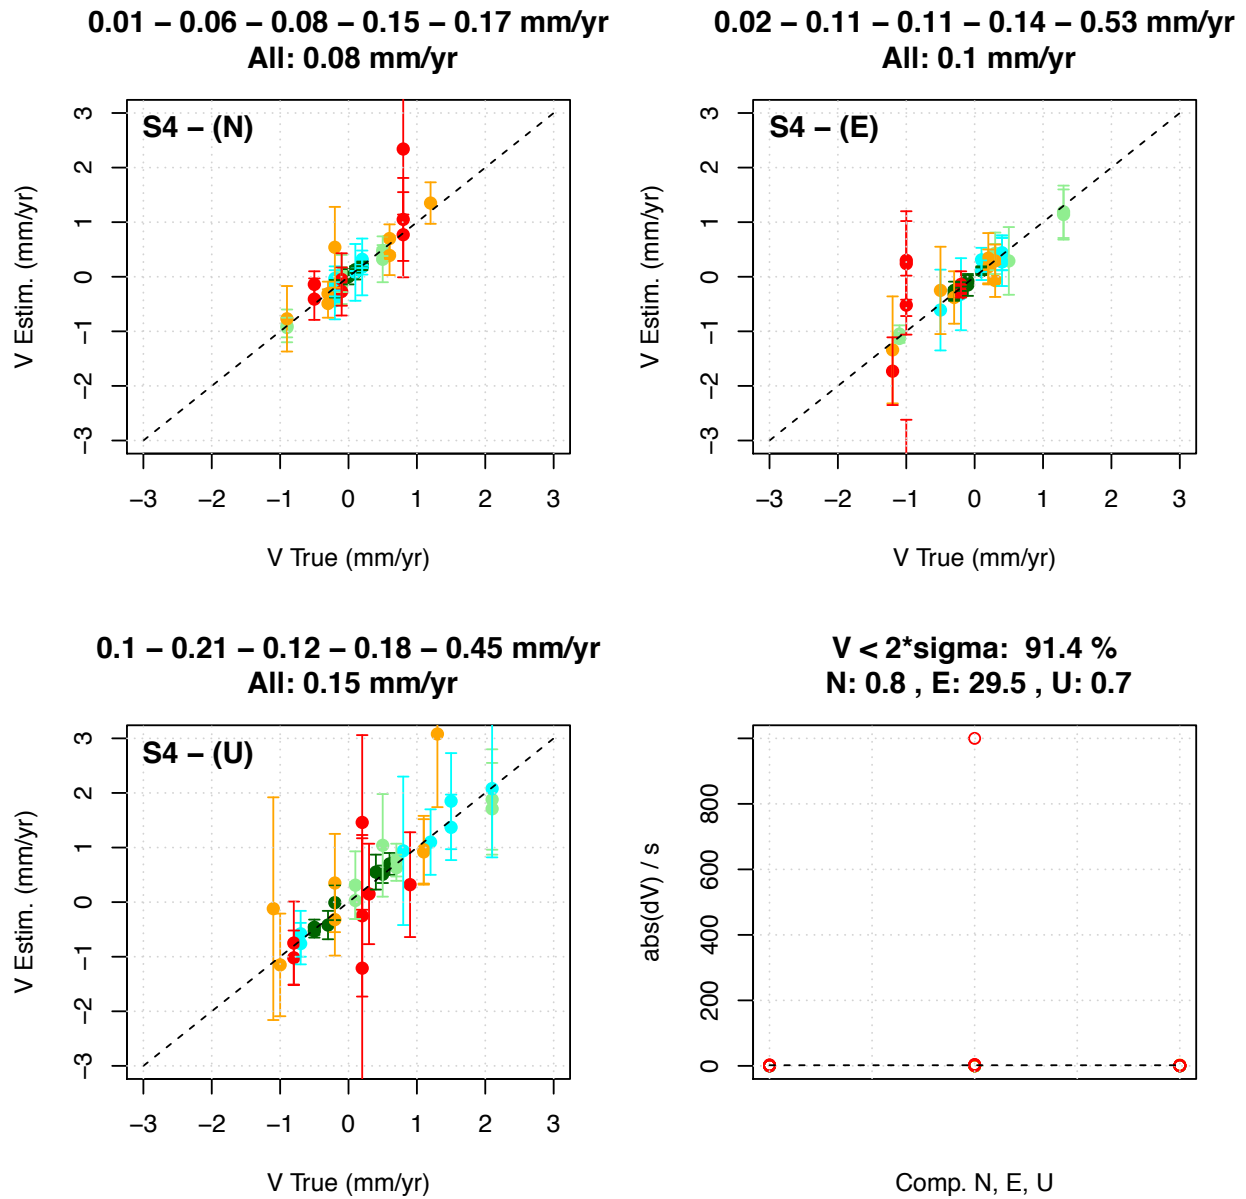 0.01 – 0.06 – 0.08 – 0.15 – 0.17 mm/yr
All: 0.08 mm/yr
S4 – (N)
V Estim. (mm/yr)
3
2
1
0
−1
−2
−3
−3 −2 −1 0 1 2 3
V True (mm/yr)
0.02 – 0.11 – 0.11 – 0.14 – 0.53 mm/yr
All: 0.1 mm/yr
S4 – (E)
V Estim. (mm/yr)
3
2
1
0
−1
−2
−3
−3 −2 −1 0 1 2 3
V True (mm/yr)
0.1 – 0.21 – 0.12 – 0.18 – 0.45 mm/yr
All: 0.15 mm/yr
S4 – (U)
V Estim. (mm/yr)
3
2
1
0
−1
−2
−3
−3 −2 −1 0 1 2 3
V True (mm/yr)
V < 2*sigma: 91.4 %
N: 0.8 , E: 29.5 , U: 0.7
abs(dV) / s
800
600
400
200
0
Comp. N, E, U